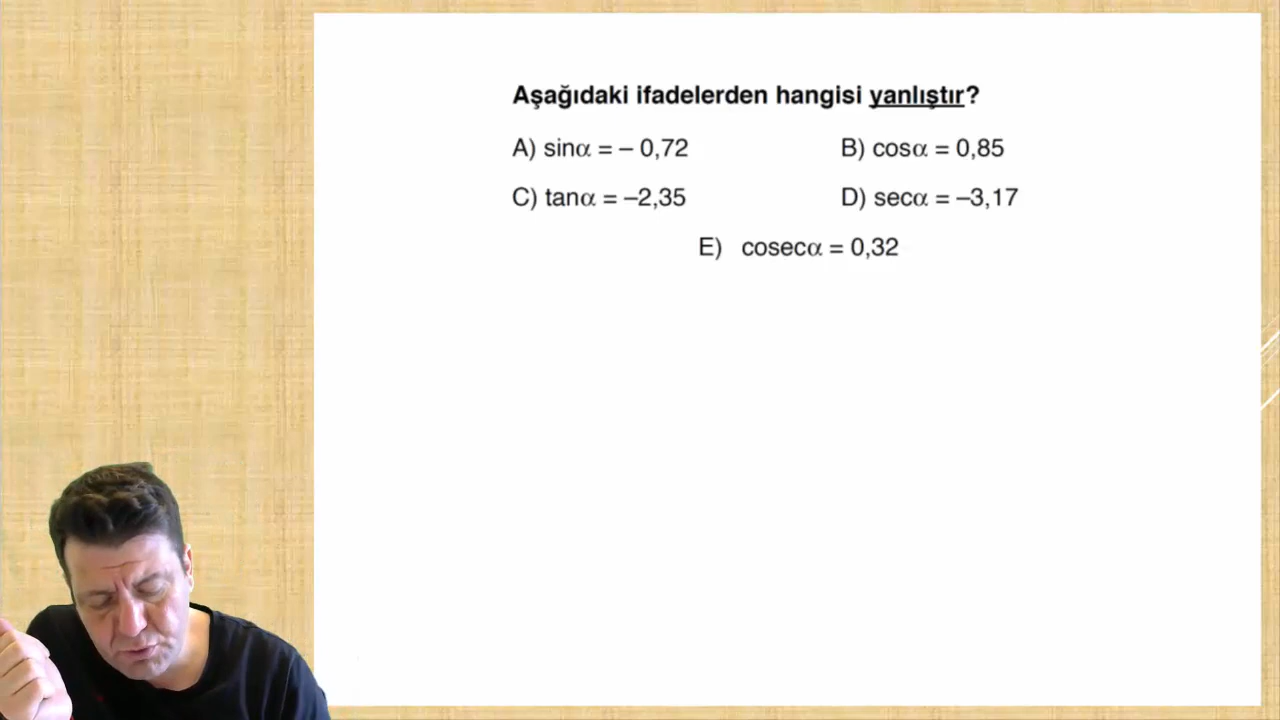 Aşağıdaki ifadelerden hangisi yanlıştır?
A) sinα = – 0,72 B) cosα = 0,85
C) tanα = –2,35 D) secα = –3,17
E) cosecα = 0,32